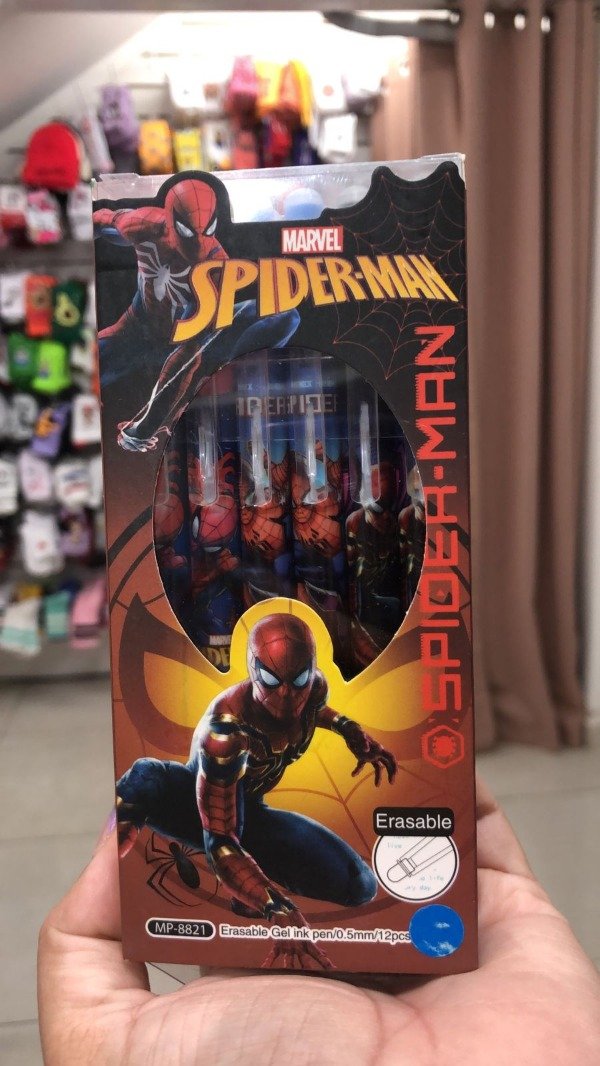 MARVEL
SPIDER-MAN
SPIDER-MAN
Erasable
MP-8821 Erasable Gel ink pen/0.5mm/12pcs